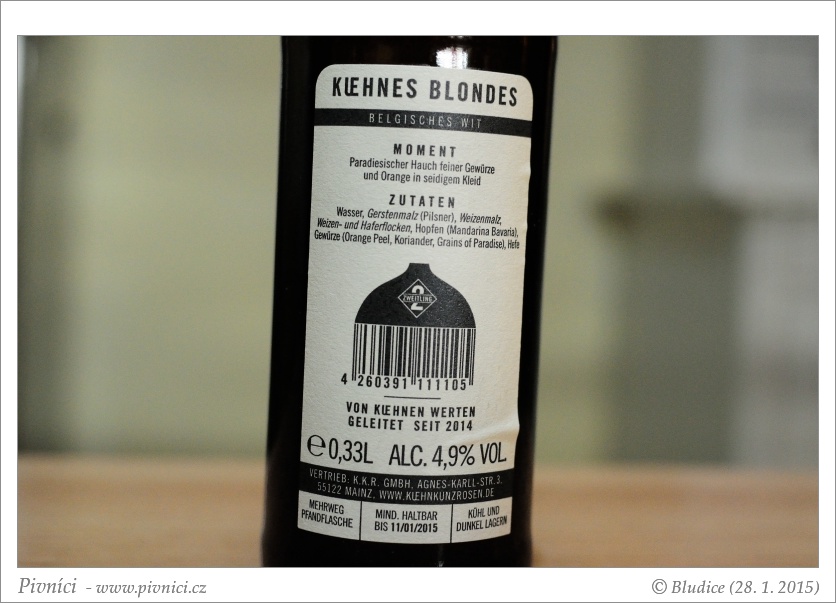 KŒHNES BLONDES
BELGISCHES WIT
MOMENT
Paradiesischer Hauch feiner Gewürze
und Orange in seidigem Kleid
ZUTATEN
Wasser, Gerstenmalz (Pilsner), Weizenmalz,
Weizen- und Haferflocken, Hopfen (Mandarina Bavaria),
Gewürze (Orange Peel, Koriander, Grains of Paradise), Hefe
2
ZWEITLING
4 260391 111105
VON KŒHNEN WERTEN
GELEITET SEIT 2014
℮ 0,33L ALC. 4,9% VOL.
VERTRIEB: K.K.R. GMBH, AGNES-KARLL-STR. 3,
55122 MAINZ, WWW.KUEHNKUNZROSEN.DE
MEHRWEG
PFANDFLASCHE
MIND. HALTBAR
BIS 11/01/2015
KÜHL UND
DUNKEL LAGERN
Pivníci - www.pivnici.cz
© Bludice (28. 1. 2015)